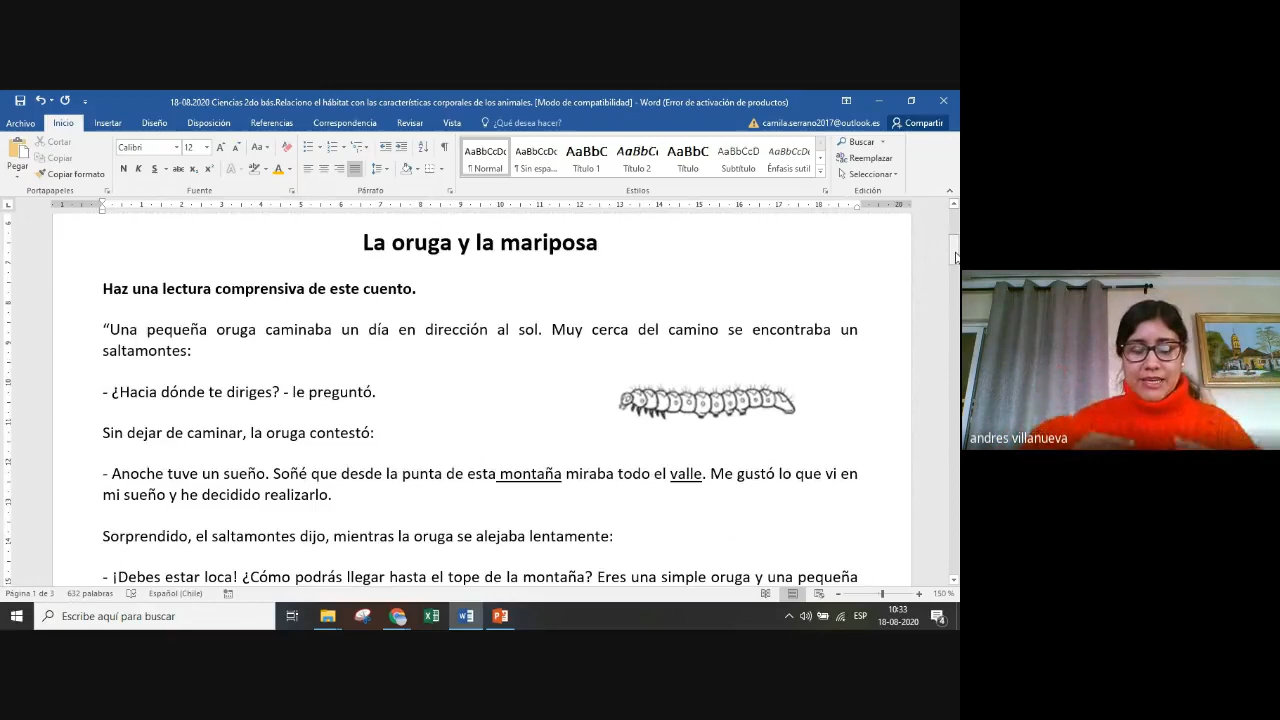 18-08.2020 Ciencias 2do bás.Relaciono el hábitat con las características corporales de los animales. [Modo de compatibilidad] - Word (Error de activación de productos)
Archivo Inicio Insertar Diseño Disposición Referencias Correspondencia Revisar Vista ¿Qué desea hacer? camila.serrano2017@outlook.es Compartir
Pegar
Cortar
Copiar
Copiar formato
Portapapeles
Calibri 12
N K S abc x₂ x²
Fuente
Párrafo
AaBbCcDc AaBbCcDc AaBbC AaBbCc AaBbC AaBbCcD AaBbCcDc
¶ Normal ¶ Sin espa... Título 1 Título 2 Título Subtítulo Énfasis sutil
Estilos
Buscar
Reemplazar
Seleccionar
Edición
La oruga y la mariposa
Haz una lectura comprensiva de este cuento.
“Una pequeña oruga caminaba un día en dirección al sol. Muy cerca del camino se encontraba un
saltamontes:
- ¿Hacia dónde te diriges? - le preguntó.
Sin dejar de caminar, la oruga contestó:
- Anoche tuve un sueño. Soñé que desde la punta de esta montaña miraba todo el valle. Me gustó lo que vi en
mi sueño y he decidido realizarlo.
Sorprendido, el saltamontes dijo, mientras la oruga se alejaba lentamente:
- ¡Debes estar loca! ¿Cómo podrás llegar hasta el tope de la montaña? Eres una simple oruga y una pequeña
Página 1 de 3 632 palabras Español (Chile) 150 %
Escribe aquí para buscar
ESP
10:33
18-08-2020
4
andres villanueva